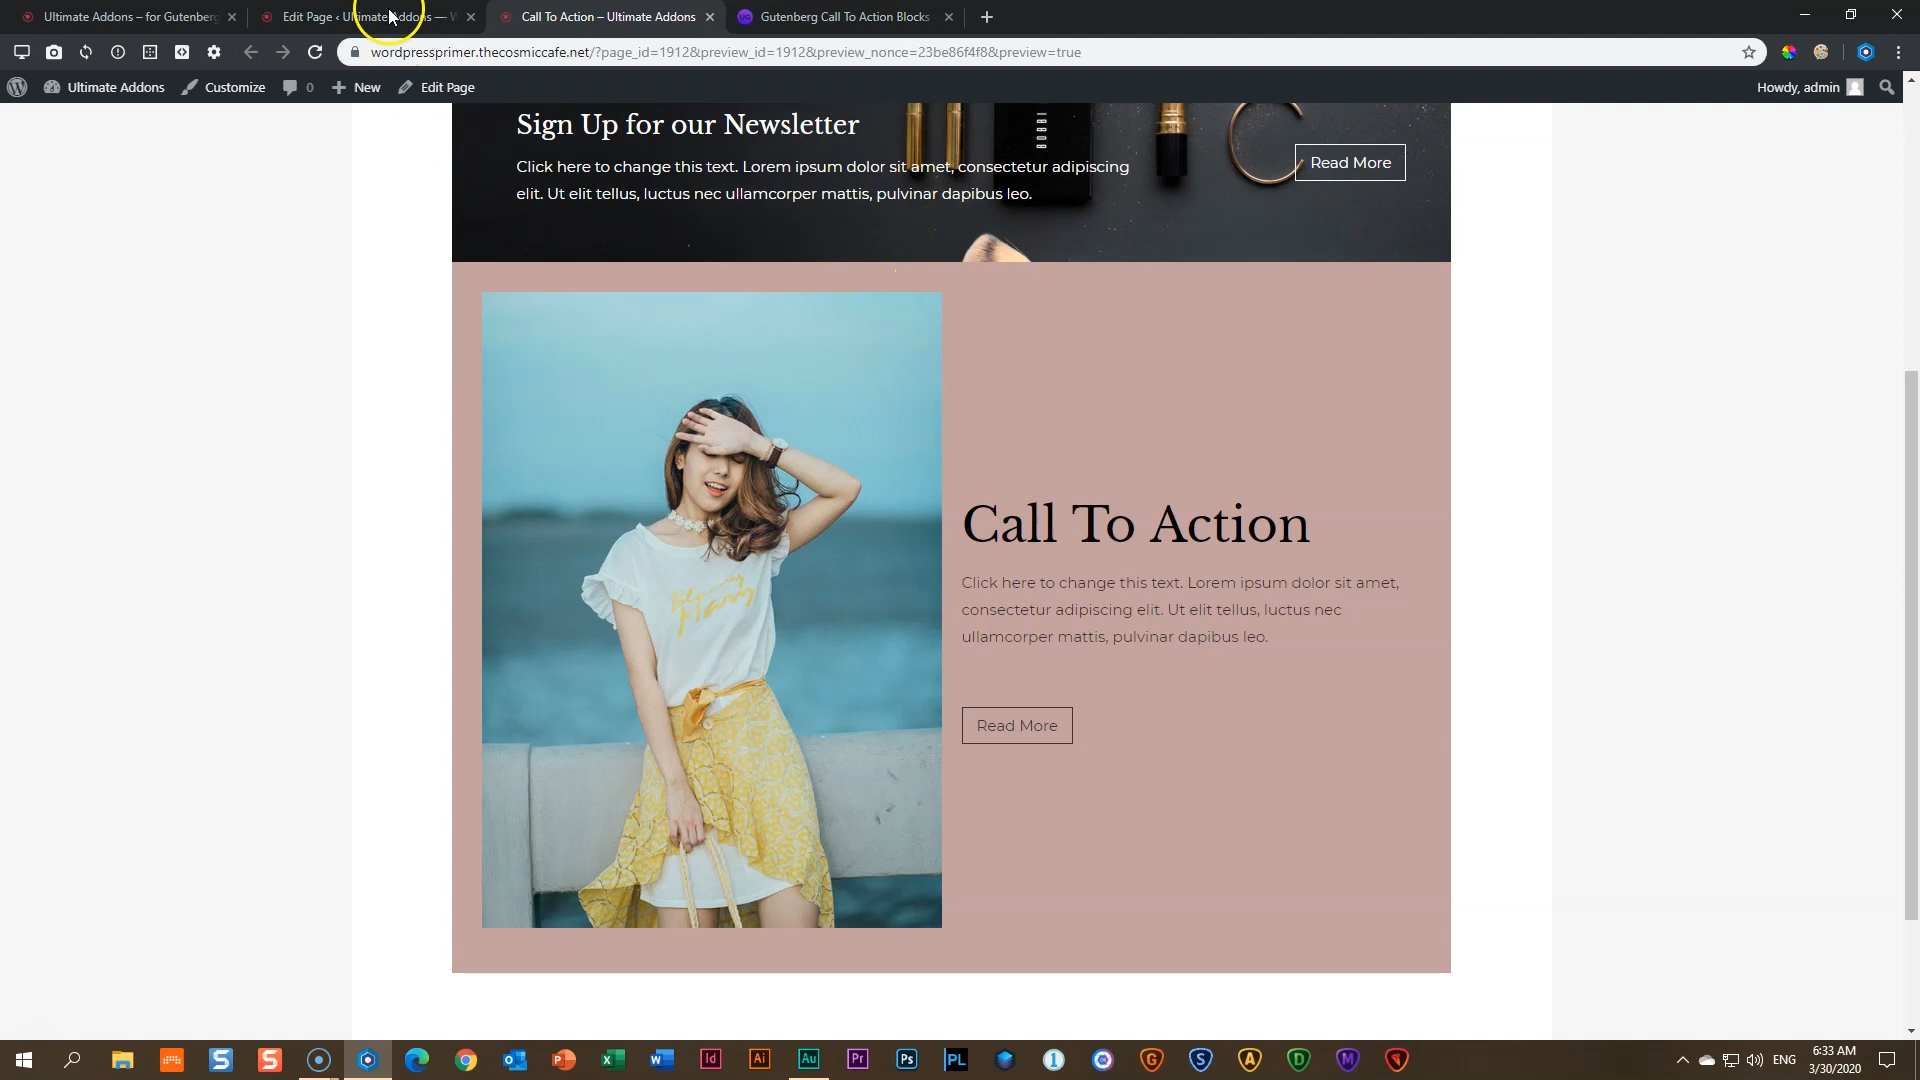 Ultimate Addons – for Gutenberg
Edit Page ‹ Ultimate Addons — W
Call To Action – Ultimate Addons
Gutenberg Call To Action Blocks
wordpressprimer.thecosmiccafe.net/?page_id=1912&preview_id=1912&preview_nonce=23be86f4f8&preview=true
Ultimate Addons
Customize
0
New
Edit Page
Howdy, admin
Sign Up for our Newsletter
Click here to change this text. Lorem ipsum dolor sit amet, consectetur adipiscing
elit. Ut elit tellus, luctus nec ullamcorper mattis, pulvinar dapibus leo.
BOBBI
Read More
Call To Action
Click here to change this text. Lorem ipsum dolor sit amet,
consectetur adipiscing elit. Ut elit tellus, luctus nec
ullamcorper mattis, pulvinar dapibus leo.
Read More
ENG
6:33 AM
3/30/2020